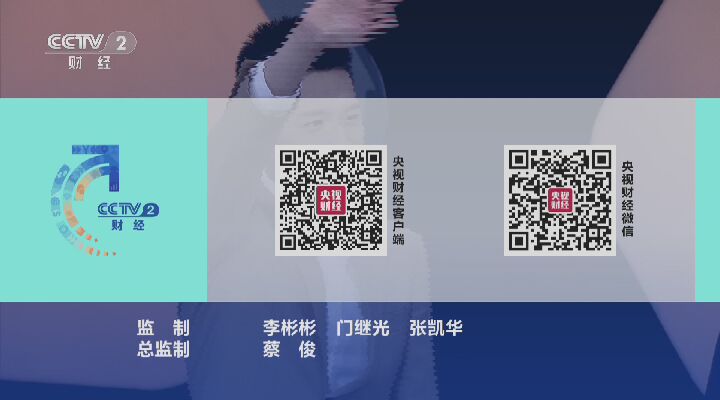 CCTV 2
财 经
CCTV 2
财 经
央视
财经
央视财经客户端
央视
财经
央视财经微信
监 制 李彬彬 门继光 张凯华
总监制 蔡 俊